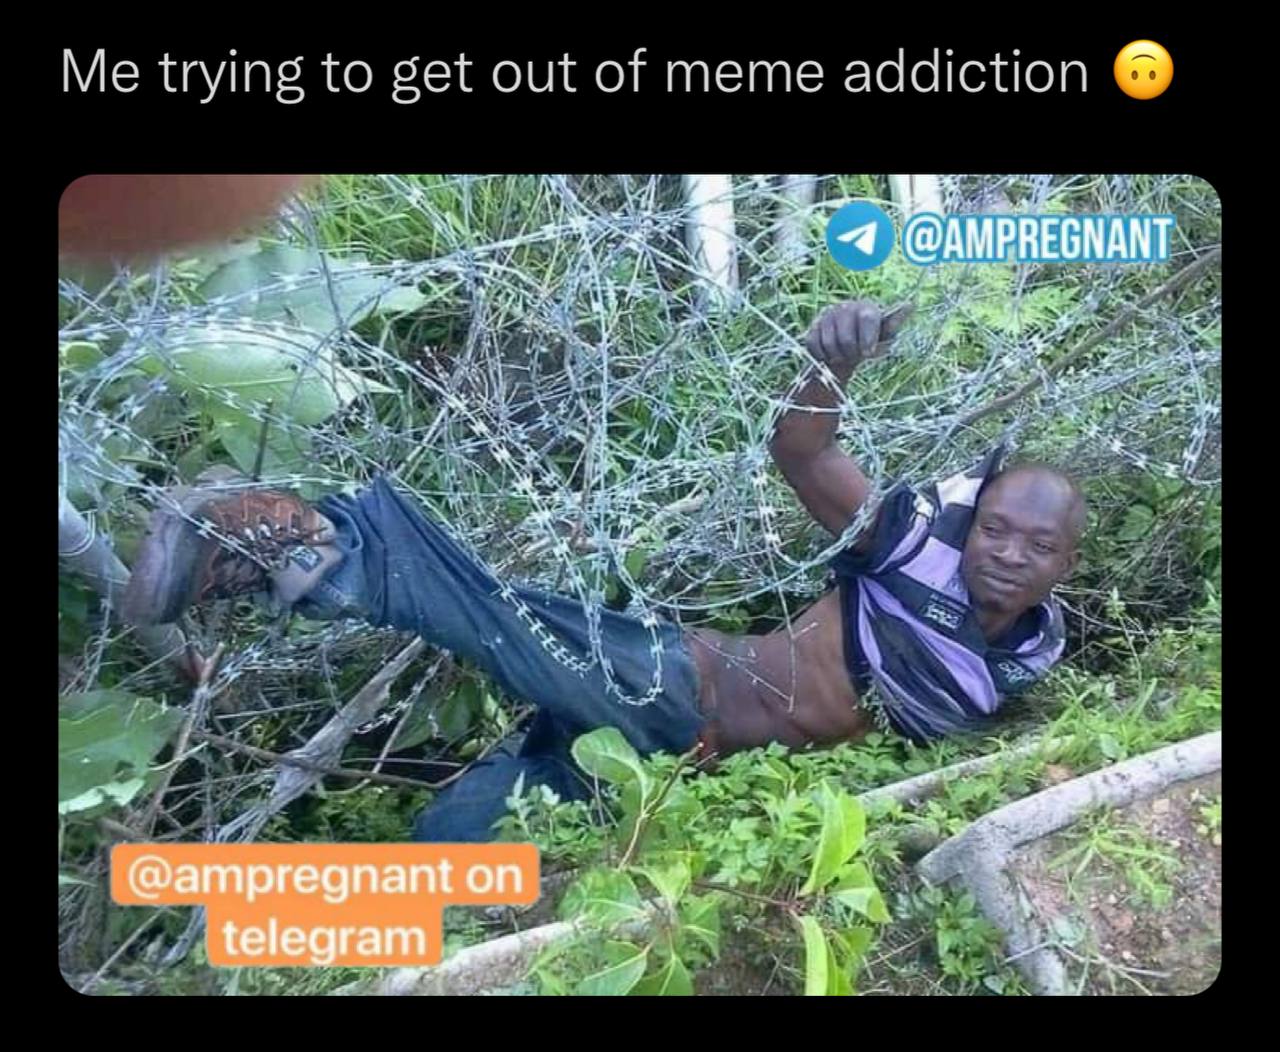 Me trying to get out of meme addiction 🙃
@AMPREGNANT
@ampregnant on
telegram